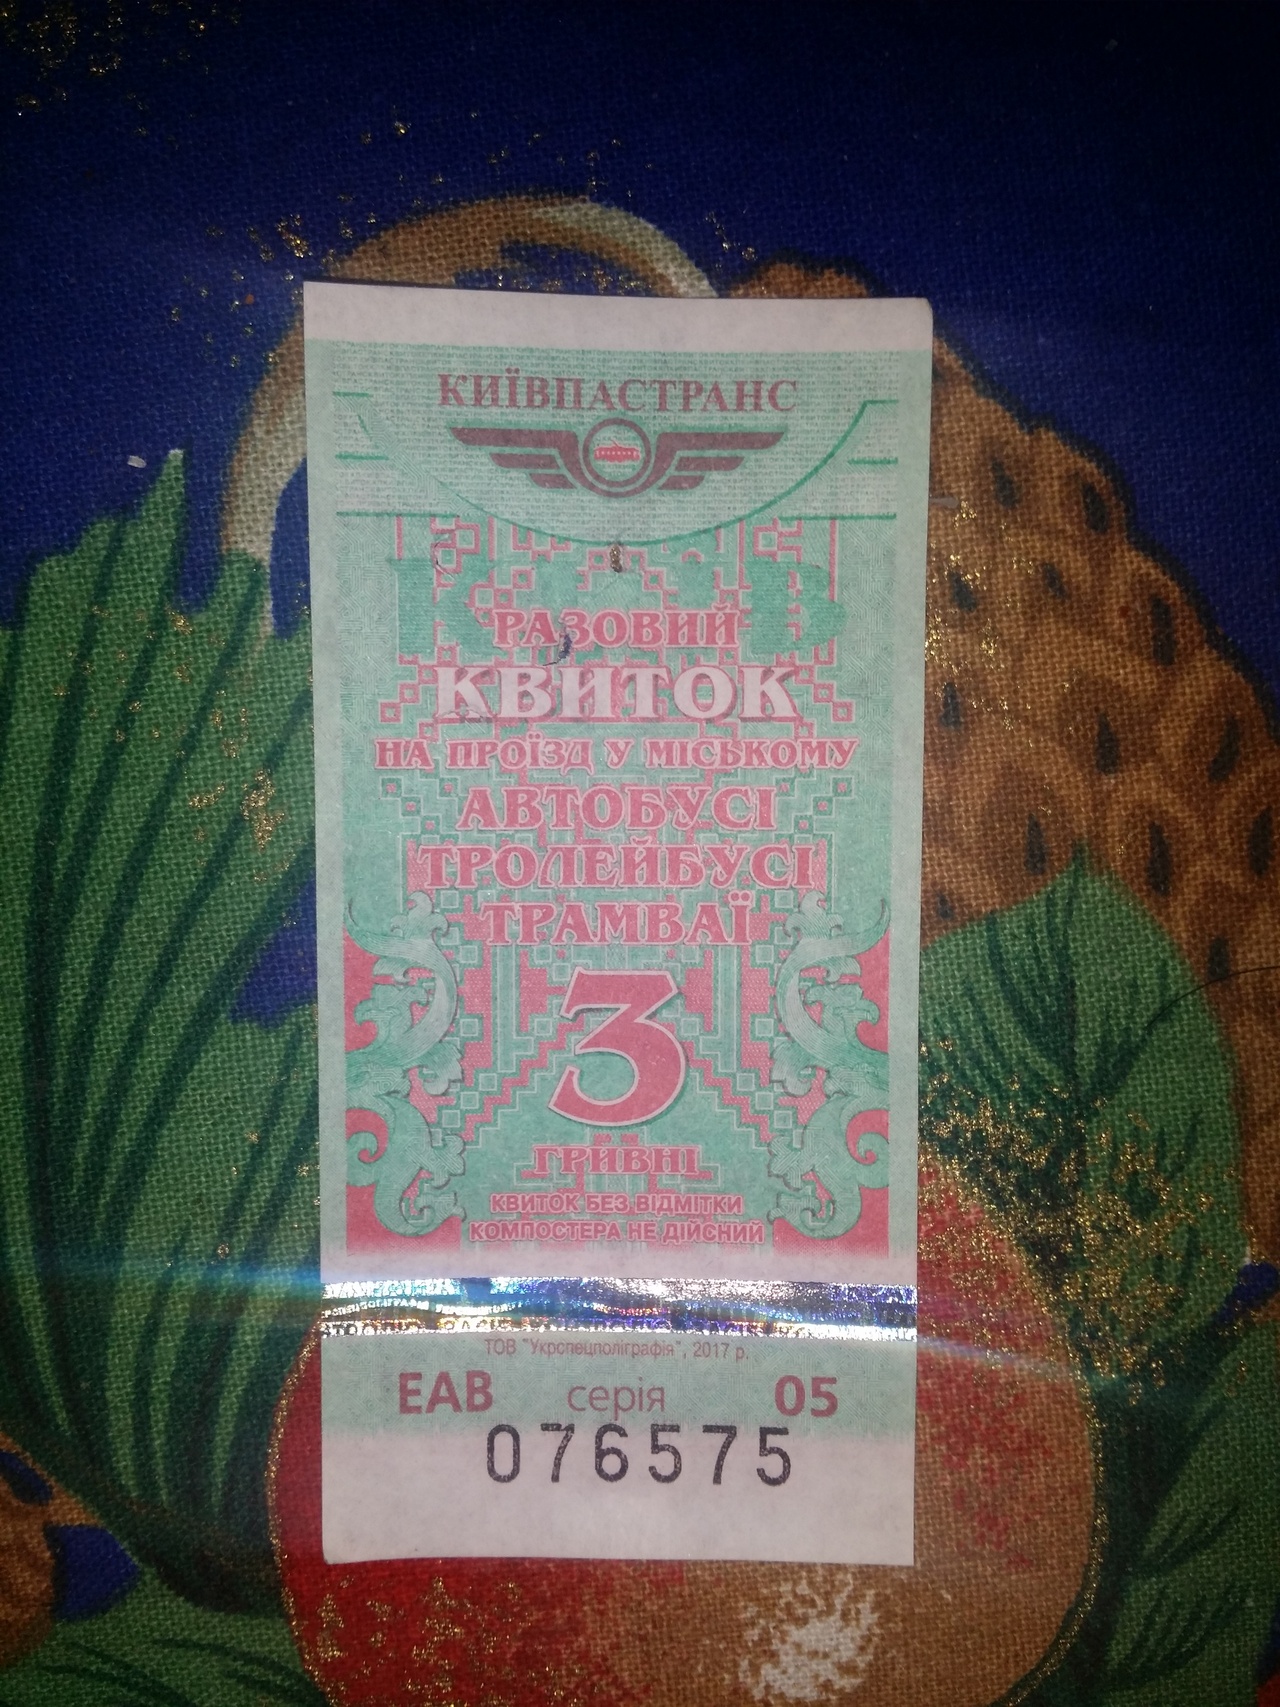 КИЇВПАСТРАНС
КИЇВ
РАЗОВИЙ
КВИТОК
НА ПРОЇЗД У МІСЬКОМУ
АВТОБУСІ
ТРОЛЕЙБУСІ
ТРАМВАЇ
3
ГРИВНІ
КВИТОК БЕЗ ВІДМІТКИ
КОМПОСТЕРА НЕ ДІЙСНИЙ
ТОВ "Укрспецполіграфія", 2017 р.
ЕАВ серія 05
076575